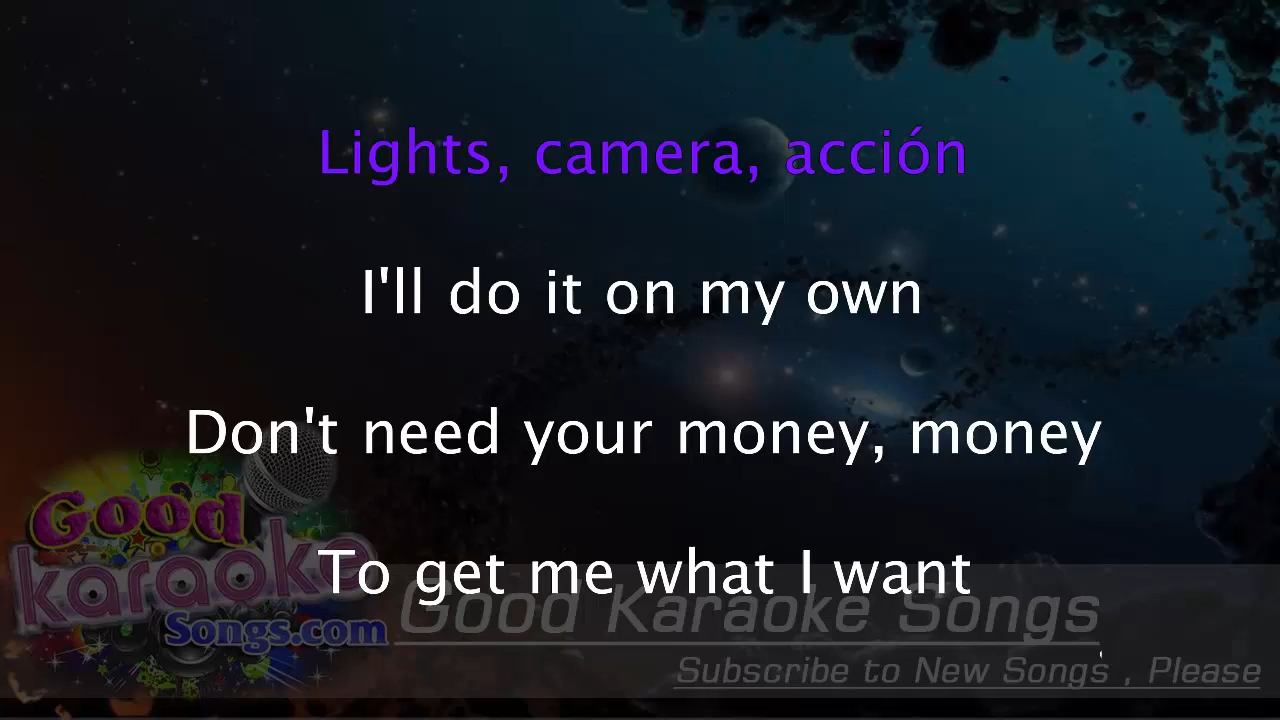 Lights, camera, acción
I'll do it on my own
Don't need your money, money
To get me what I want
Good
karaoke
Songs.com
Good Karaoke Songs
Subscribe to New Songs , Please